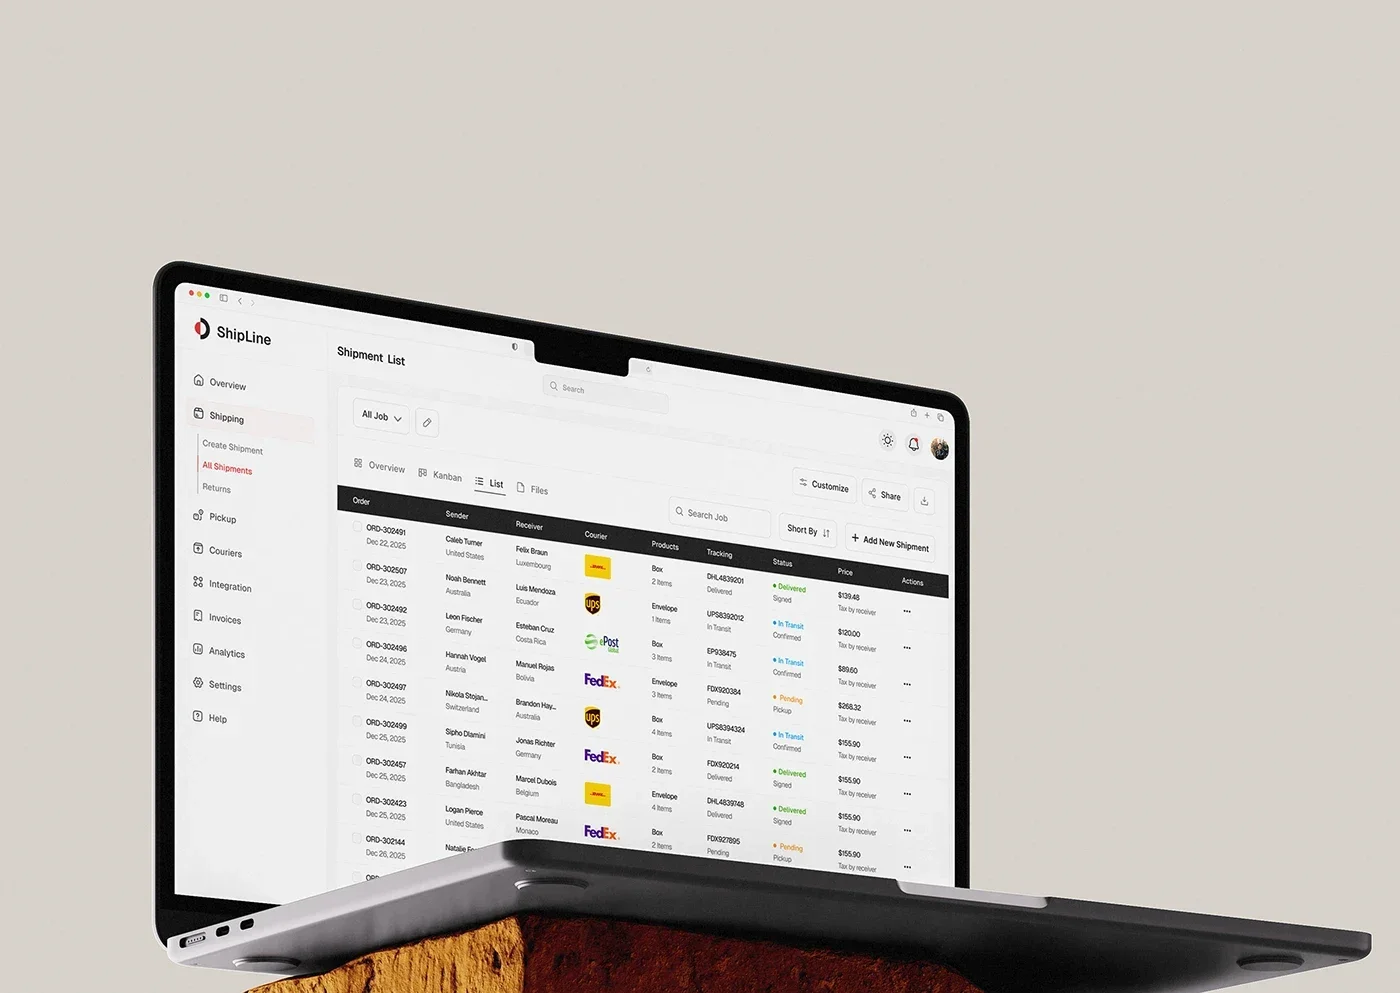 ShipLine
Overview
Shipping
Create Shipment
All Shipments
Returns
Pickup
Couriers
Integration
Invoices
Analytics
Settings
Help
Shipment List
Search
All Job
Customize
Share
Overview
Kanban
List
Files
Search Job
Short By
Add New Shipment
Order Sender Receiver Courier Products Tracking Status Price Actions
ORD-302491 Caleb Turner Felix Braun Box DHL4839201 Delivered $139.48
Dec 22, 2025 United States Luxembourg 2 Items Delivered Signed Tax by receiver
ORD-302507 Noah Bennett Luis Mendoza ups Envelope UPS8392012 In Transit $120.00
Dec 23, 2025 Australia Ecuador 1 Items In Transit Confirmed Tax by receiver
ORD-302492 Leon Fischer Esteban Cruz ePost Box EP938475 In Transit $89.60
Dec 23, 2025 Germany Costa Rica 3 Items In Transit Confirmed Tax by receiver
ORD-302496 Hannah Vogel Manuel Rojas FedEx Envelope FDX920384 Pending $268.32
Dec 24, 2025 Austria Bolivia 3 Items Pending Pickup Tax by receiver
ORD-302497 Nikola Stojan... Brandon Hay... ups Box UPS8394324 In Transit $155.90
Dec 24, 2025 Switzerland Australia 4 Items In Transit Confirmed Tax by receiver
ORD-302499 Sipho Dlamini Jonas Richter FedEx Box FDX920214 Delivered $155.90
Dec 25, 2025 Tunisia Germany 2 Items Delivered Signed Tax by receiver
ORD-302457 Farhan Akhtar Marcel Dubois Envelope DHL4839748 Delivered $155.90
Dec 25, 2025 Bangladesh Belgium 4 Items Delivered Signed Tax by receiver
ORD-302423 Logan Pierce Pascal Moreau FedEx Box FDX927895 Pending $155.90
Dec 25, 2025 United States Monaco 2 Items Pending Pickup Tax by receiver
ORD-302144 Natalie
Dec 26, 2025